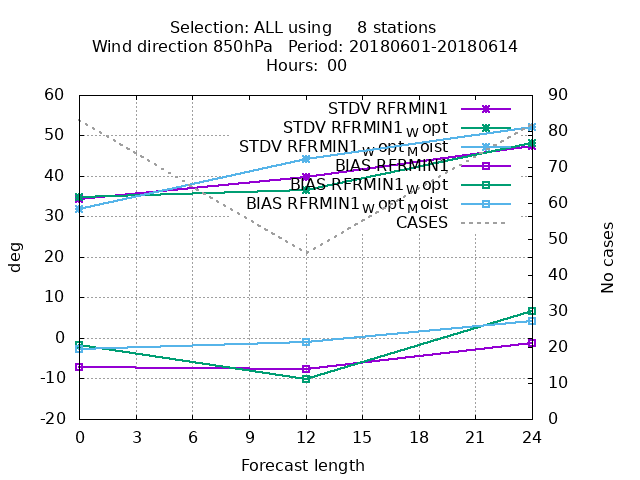 Selection: ALL using 8 stations
Wind direction 850hPa Period: 20180601-20180614
Hours: 00
STDV RFRMIN1
STDV RFRMIN1_W opt
STDV RFRMIN1_W opt_M oist
BIAS RFRMIN1
BIAS RFRMIN1_W opt
BIAS RFRMIN1_W opt_M oist
CASES
60
50
40
30
20
10
0
-10
-20
deg
90
80
70
60
50
40
30
20
10
0
No cases
0 3 6 9 12 15 18 21 24
Forecast length